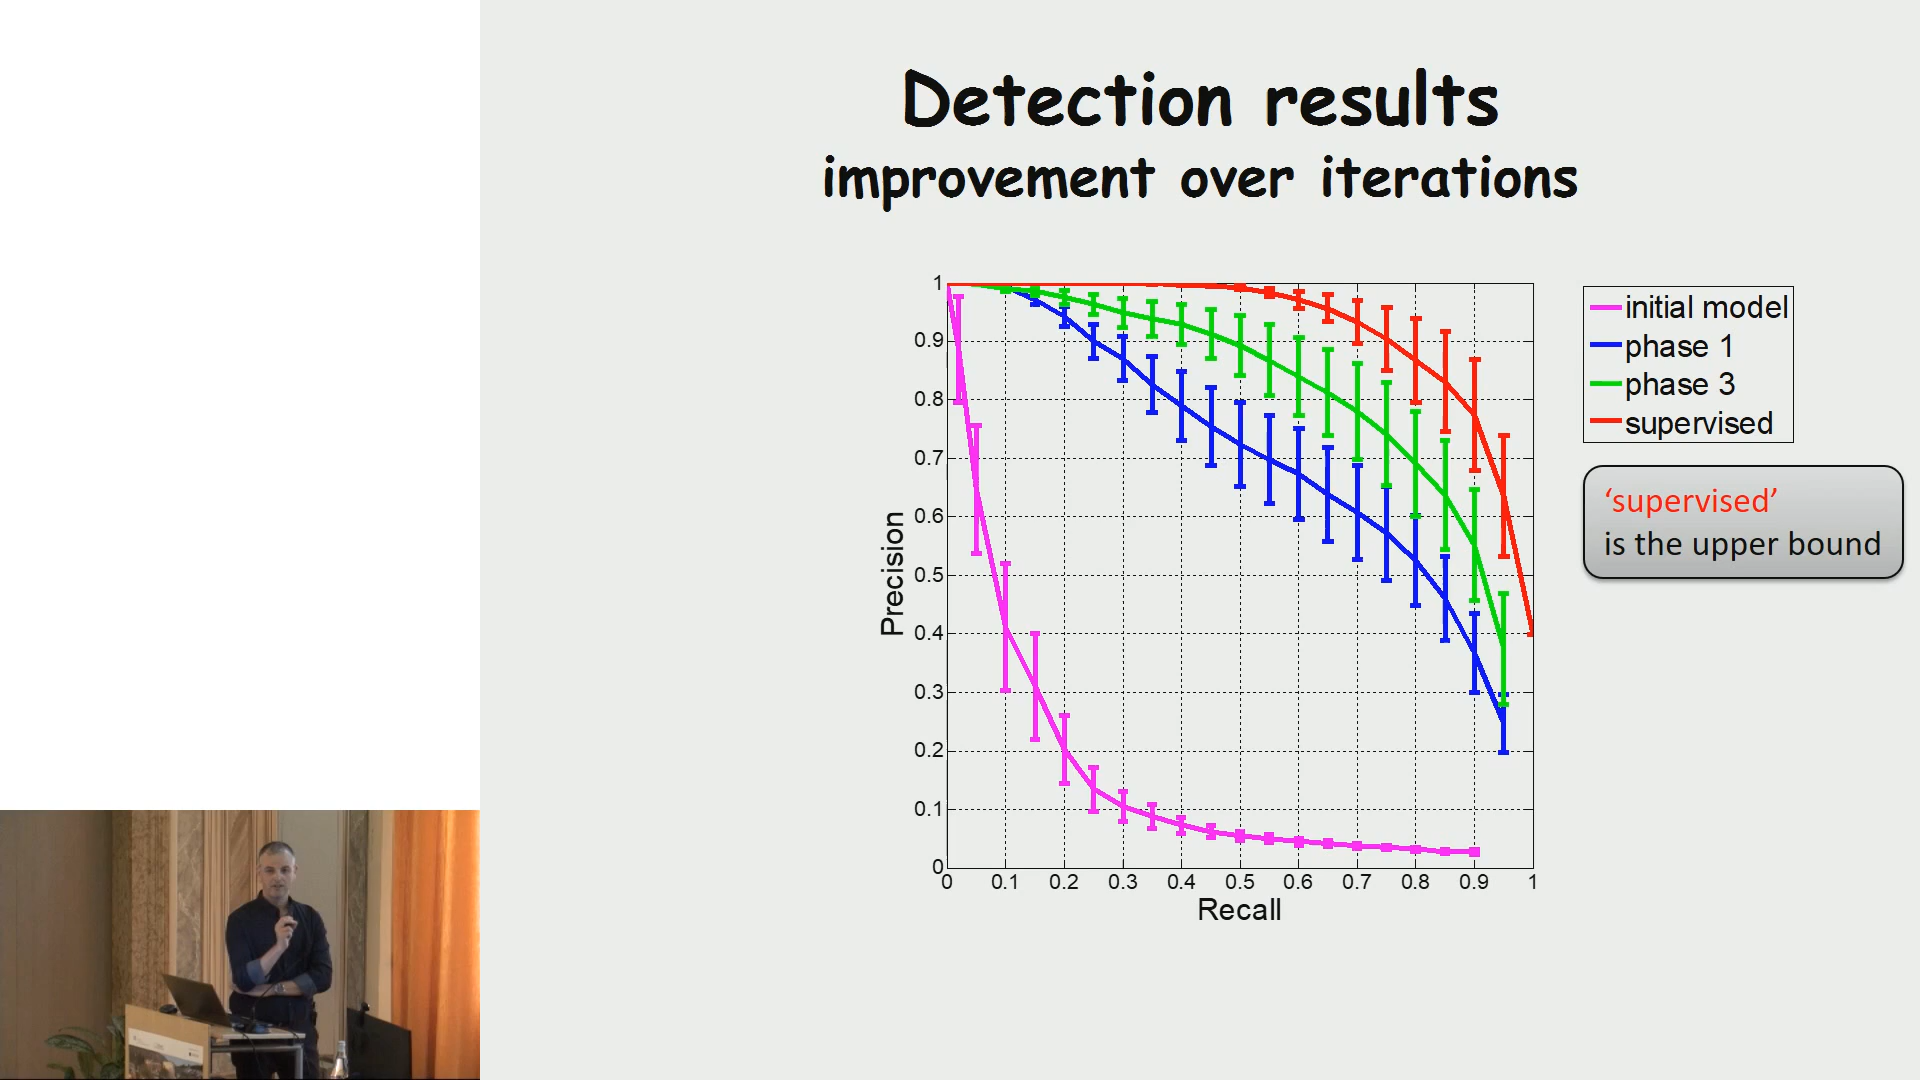 Detection results
improvement over iterations
1
0.9
0.8
0.7
0.6
0.5
0.4
0.3
0.2
0.1
0
Precision
0 0.1 0.2 0.3 0.4 0.5 0.6 0.7 0.8 0.9 1
Recall
initial model
phase 1
phase 3
supervised
‘supervised’
is the upper bound